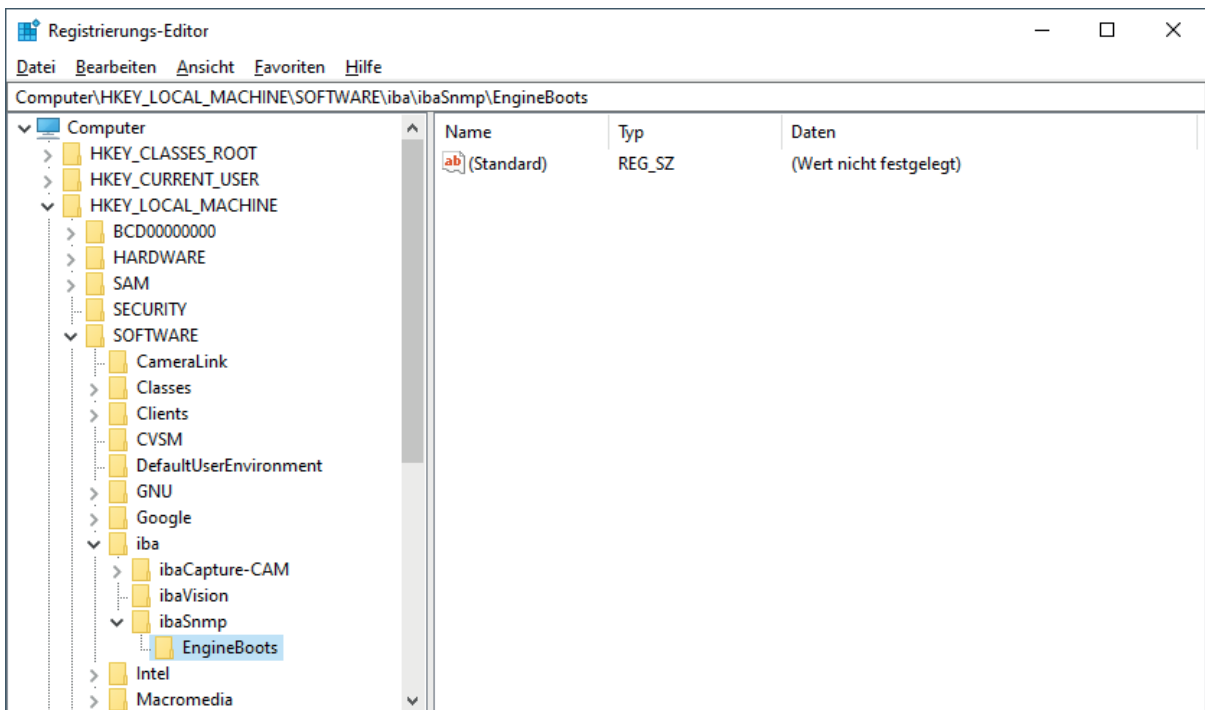 Registrierungs-Editor
Datei Bearbeiten Ansicht Favoriten Hilfe
Computer\HKEY_LOCAL_MACHINE\SOFTWARE\iba\ibaSnmp\EngineBoots
Computer
HKEY_CLASSES_ROOT
HKEY_CURRENT_USER
HKEY_LOCAL_MACHINE
BCD00000000
HARDWARE
SAM
SECURITY
SOFTWARE
CameraLink
Classes
Clients
CVSM
DefaultUserEnvironment
GNU
Google
iba
ibaCapture-CAM
ibaVision
ibaSnmp
EngineBoots
Intel
Macromedia
Name Typ Daten
ab (Standard) REG_SZ (Wert nicht festgelegt)